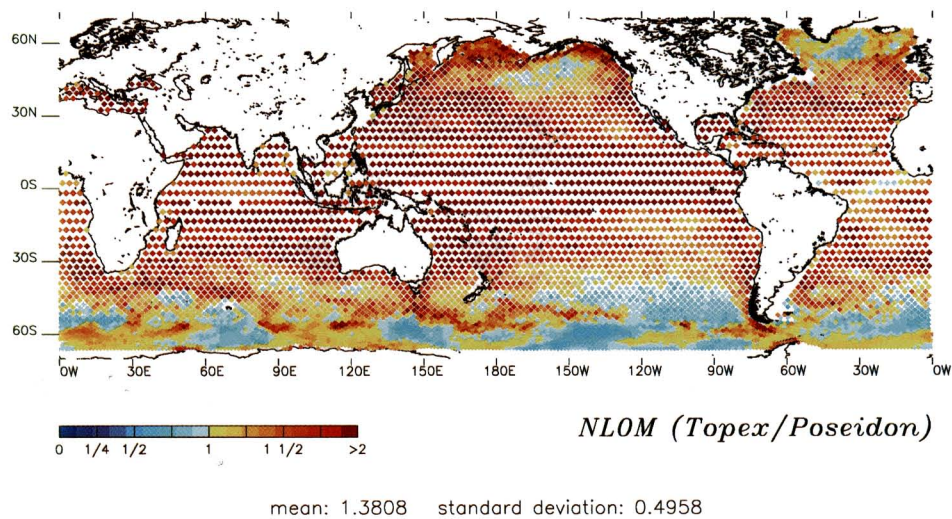 60N
30N
0S
30S
60S
0W 30E 60E 90E 120E 150E 180E 150W 120W 90W 60W 30W 0W
0 1/4 1/2 1 1 1/2 >2
NLOM (Topex/Poseidon)
mean: 1.3808 standard deviation: 0.4958